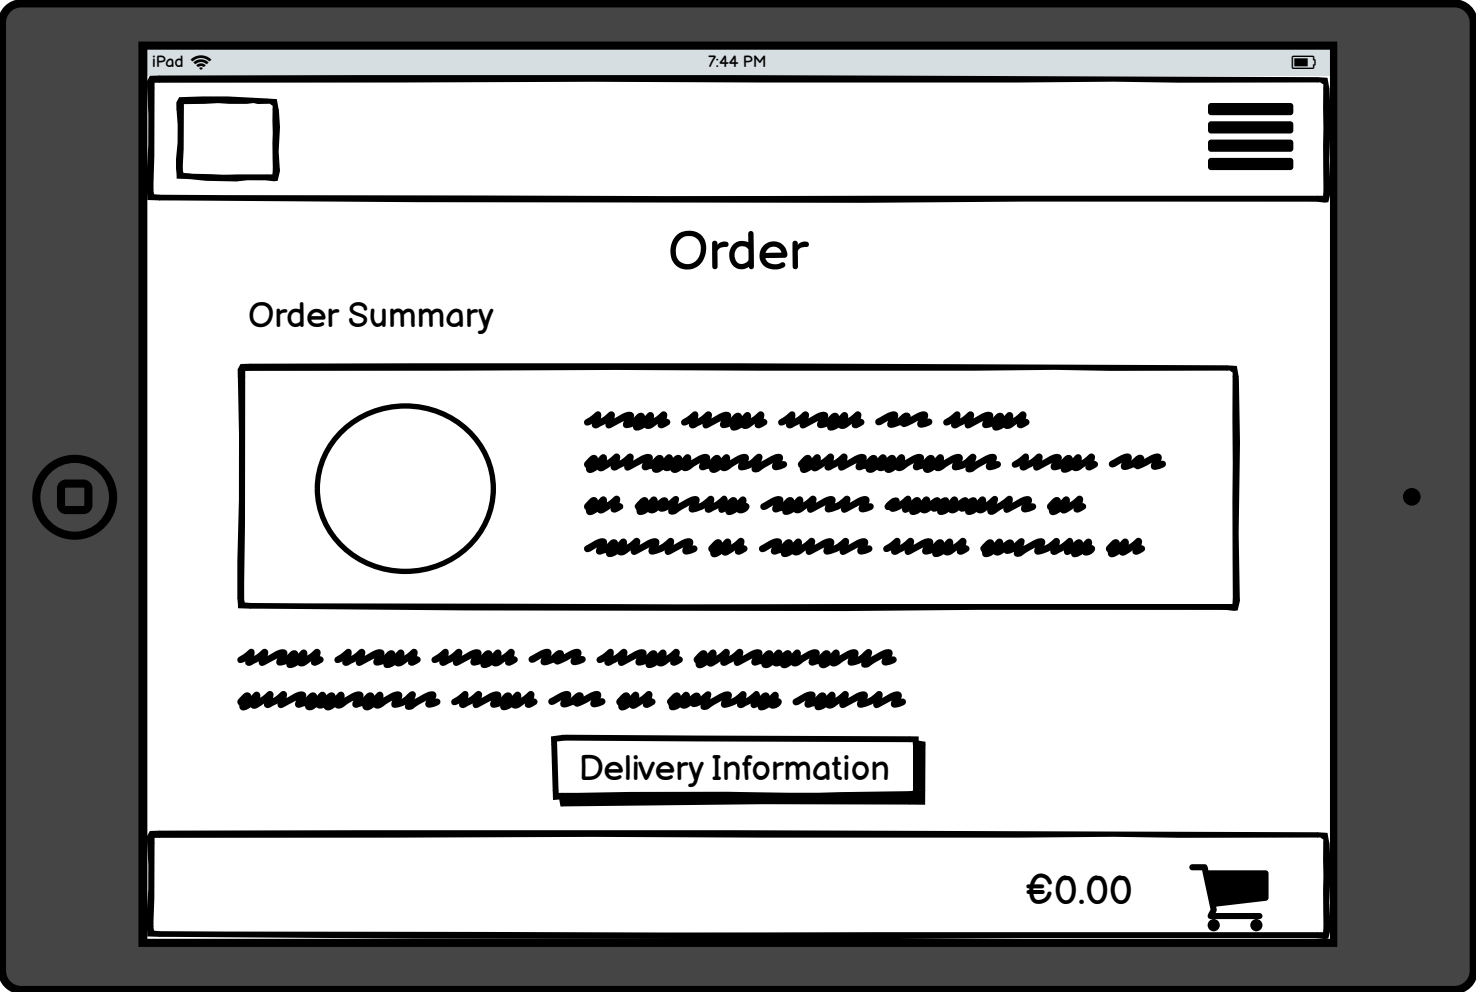 iPad 7:44 PM
Order
Order Summary
Delivery Information
€0.00